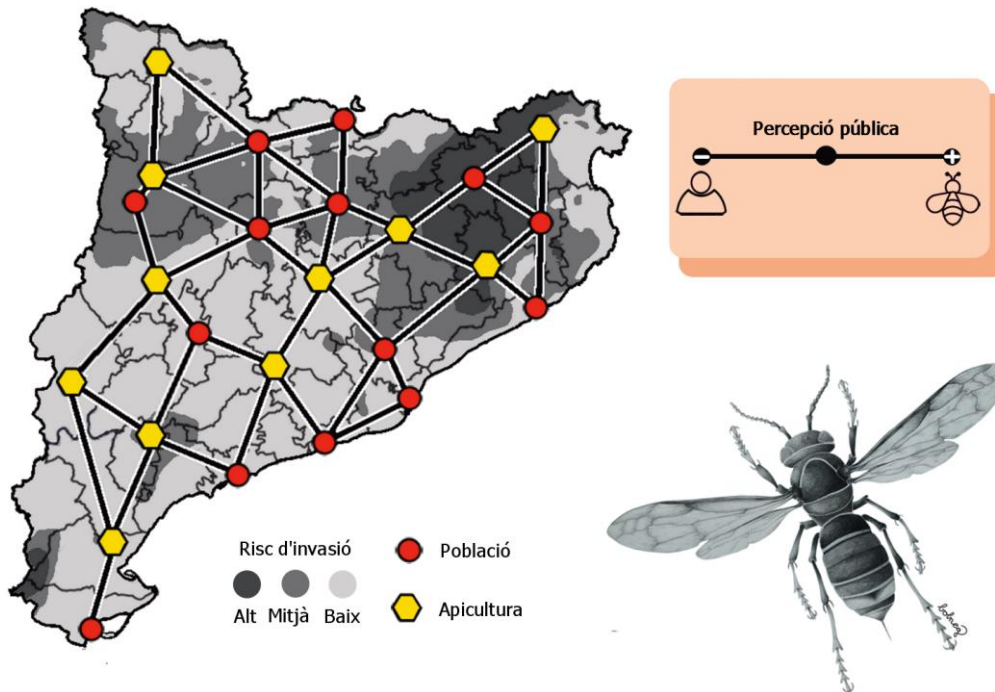 Percepció pública
Risc d'invasió
Alt Mitjà Baix
Població
Apicultura